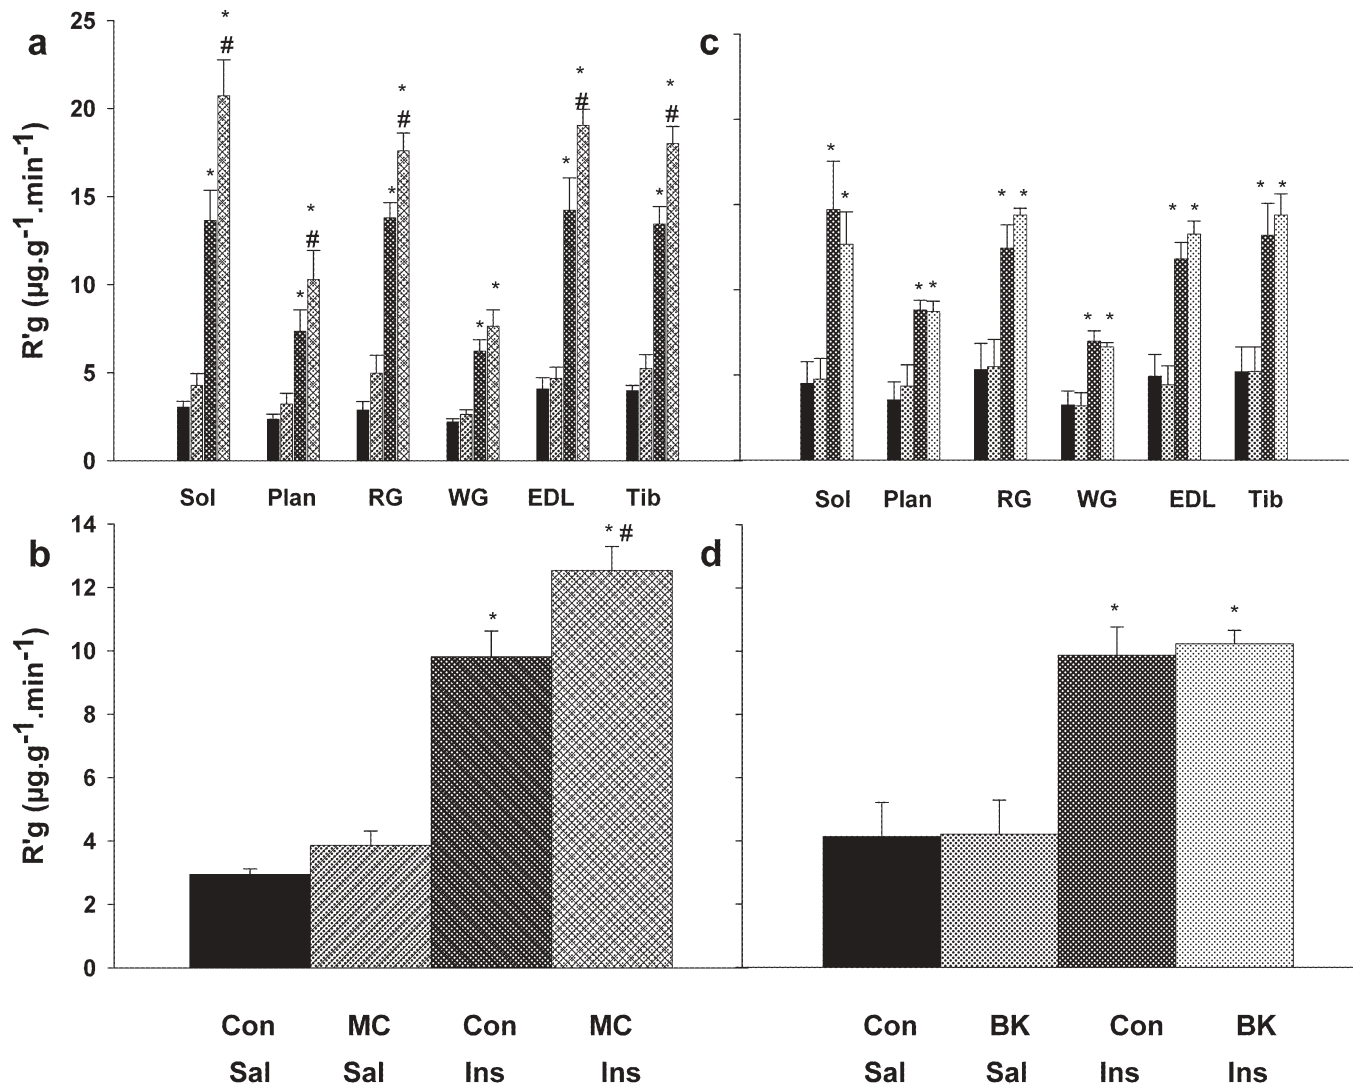 a
25
20
15
10
5
0
R'g (µg.g-1.min-1)
* # * * # * * # * * * * # * * # *
Sol Plan RG WG EDL Tib
c
* * * * * * * * * * * *
Sol Plan RG WG EDL Tib
b
14
12
10
8
6
4
2
0
R'g (µg.g-1.min-1)
* * #
Con MC Con MC
Sal Sal Ins Ins
d
* *
Con BK Con BK
Sal Sal Ins Ins